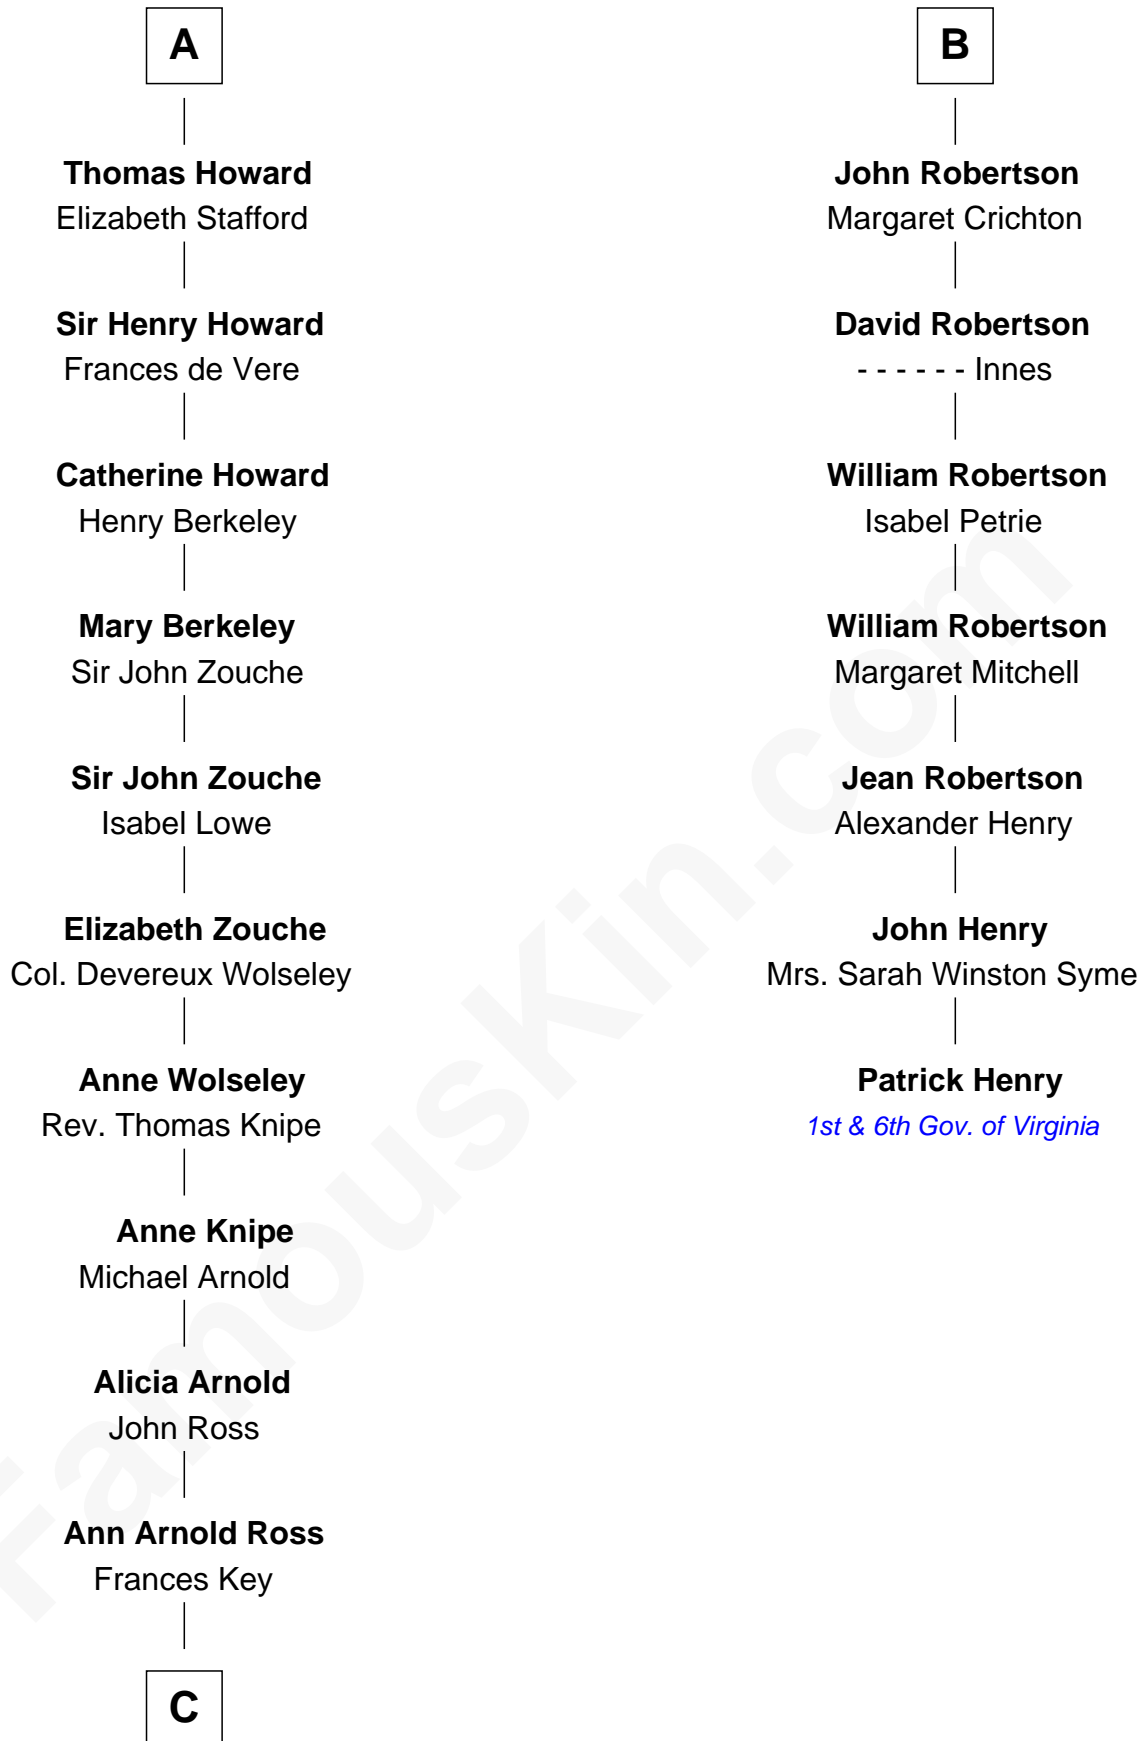 A
Thomas Howard
Elizabeth Stafford
Sir Henry Howard
Frances de Vere
Catherine Howard
Henry Berkeley
Mary Berkeley
Sir John Zouche
Sir John Zouche
Isabel Lowe
Elizabeth Zouche
Col. Devereux Wolseley
Anne Wolseley
Rev. Thomas Knipe
Anne Knipe
Michael Arnold
Alicia Arnold
John Ross
Ann Arnold Ross
Frances Key
C
B
John Robertson
Margaret Crichton
David Robertson
- - - - - - Innes
William Robertson
Isabel Petrie
William Robertson
Margaret Mitchell
Jean Robertson
Alexander Henry
John Henry
Mrs. Sarah Winston Syme
Patrick Henry
1st & 6th Gov. of Virginia
FamousKin.com